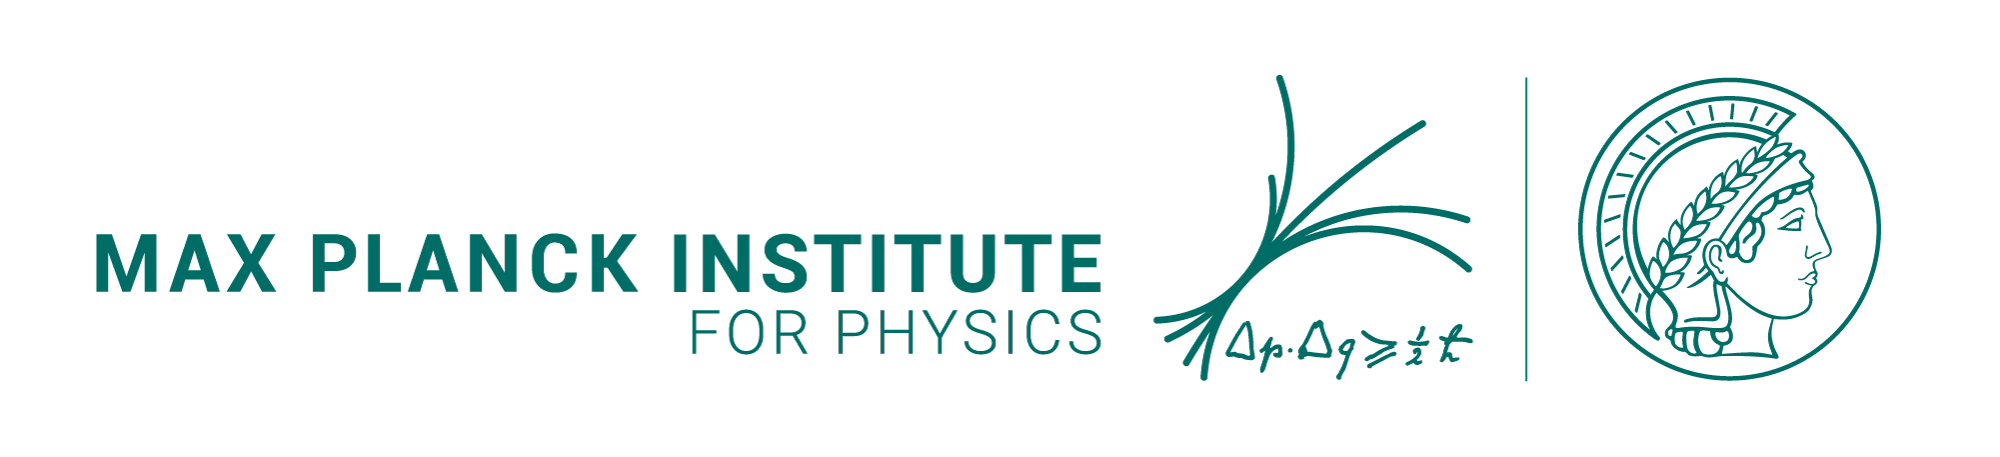 MAX PLANCK INSTITUTE
FOR PHYSICS
Δp·Δq⩾½ħ